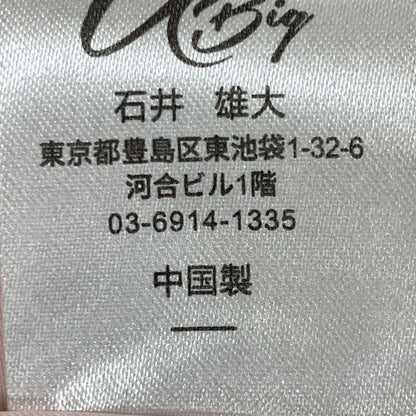 Big
石井 雄大
東京都豊島区東池袋1-32-6
河合ビル1階
03-6914-1335
中国製